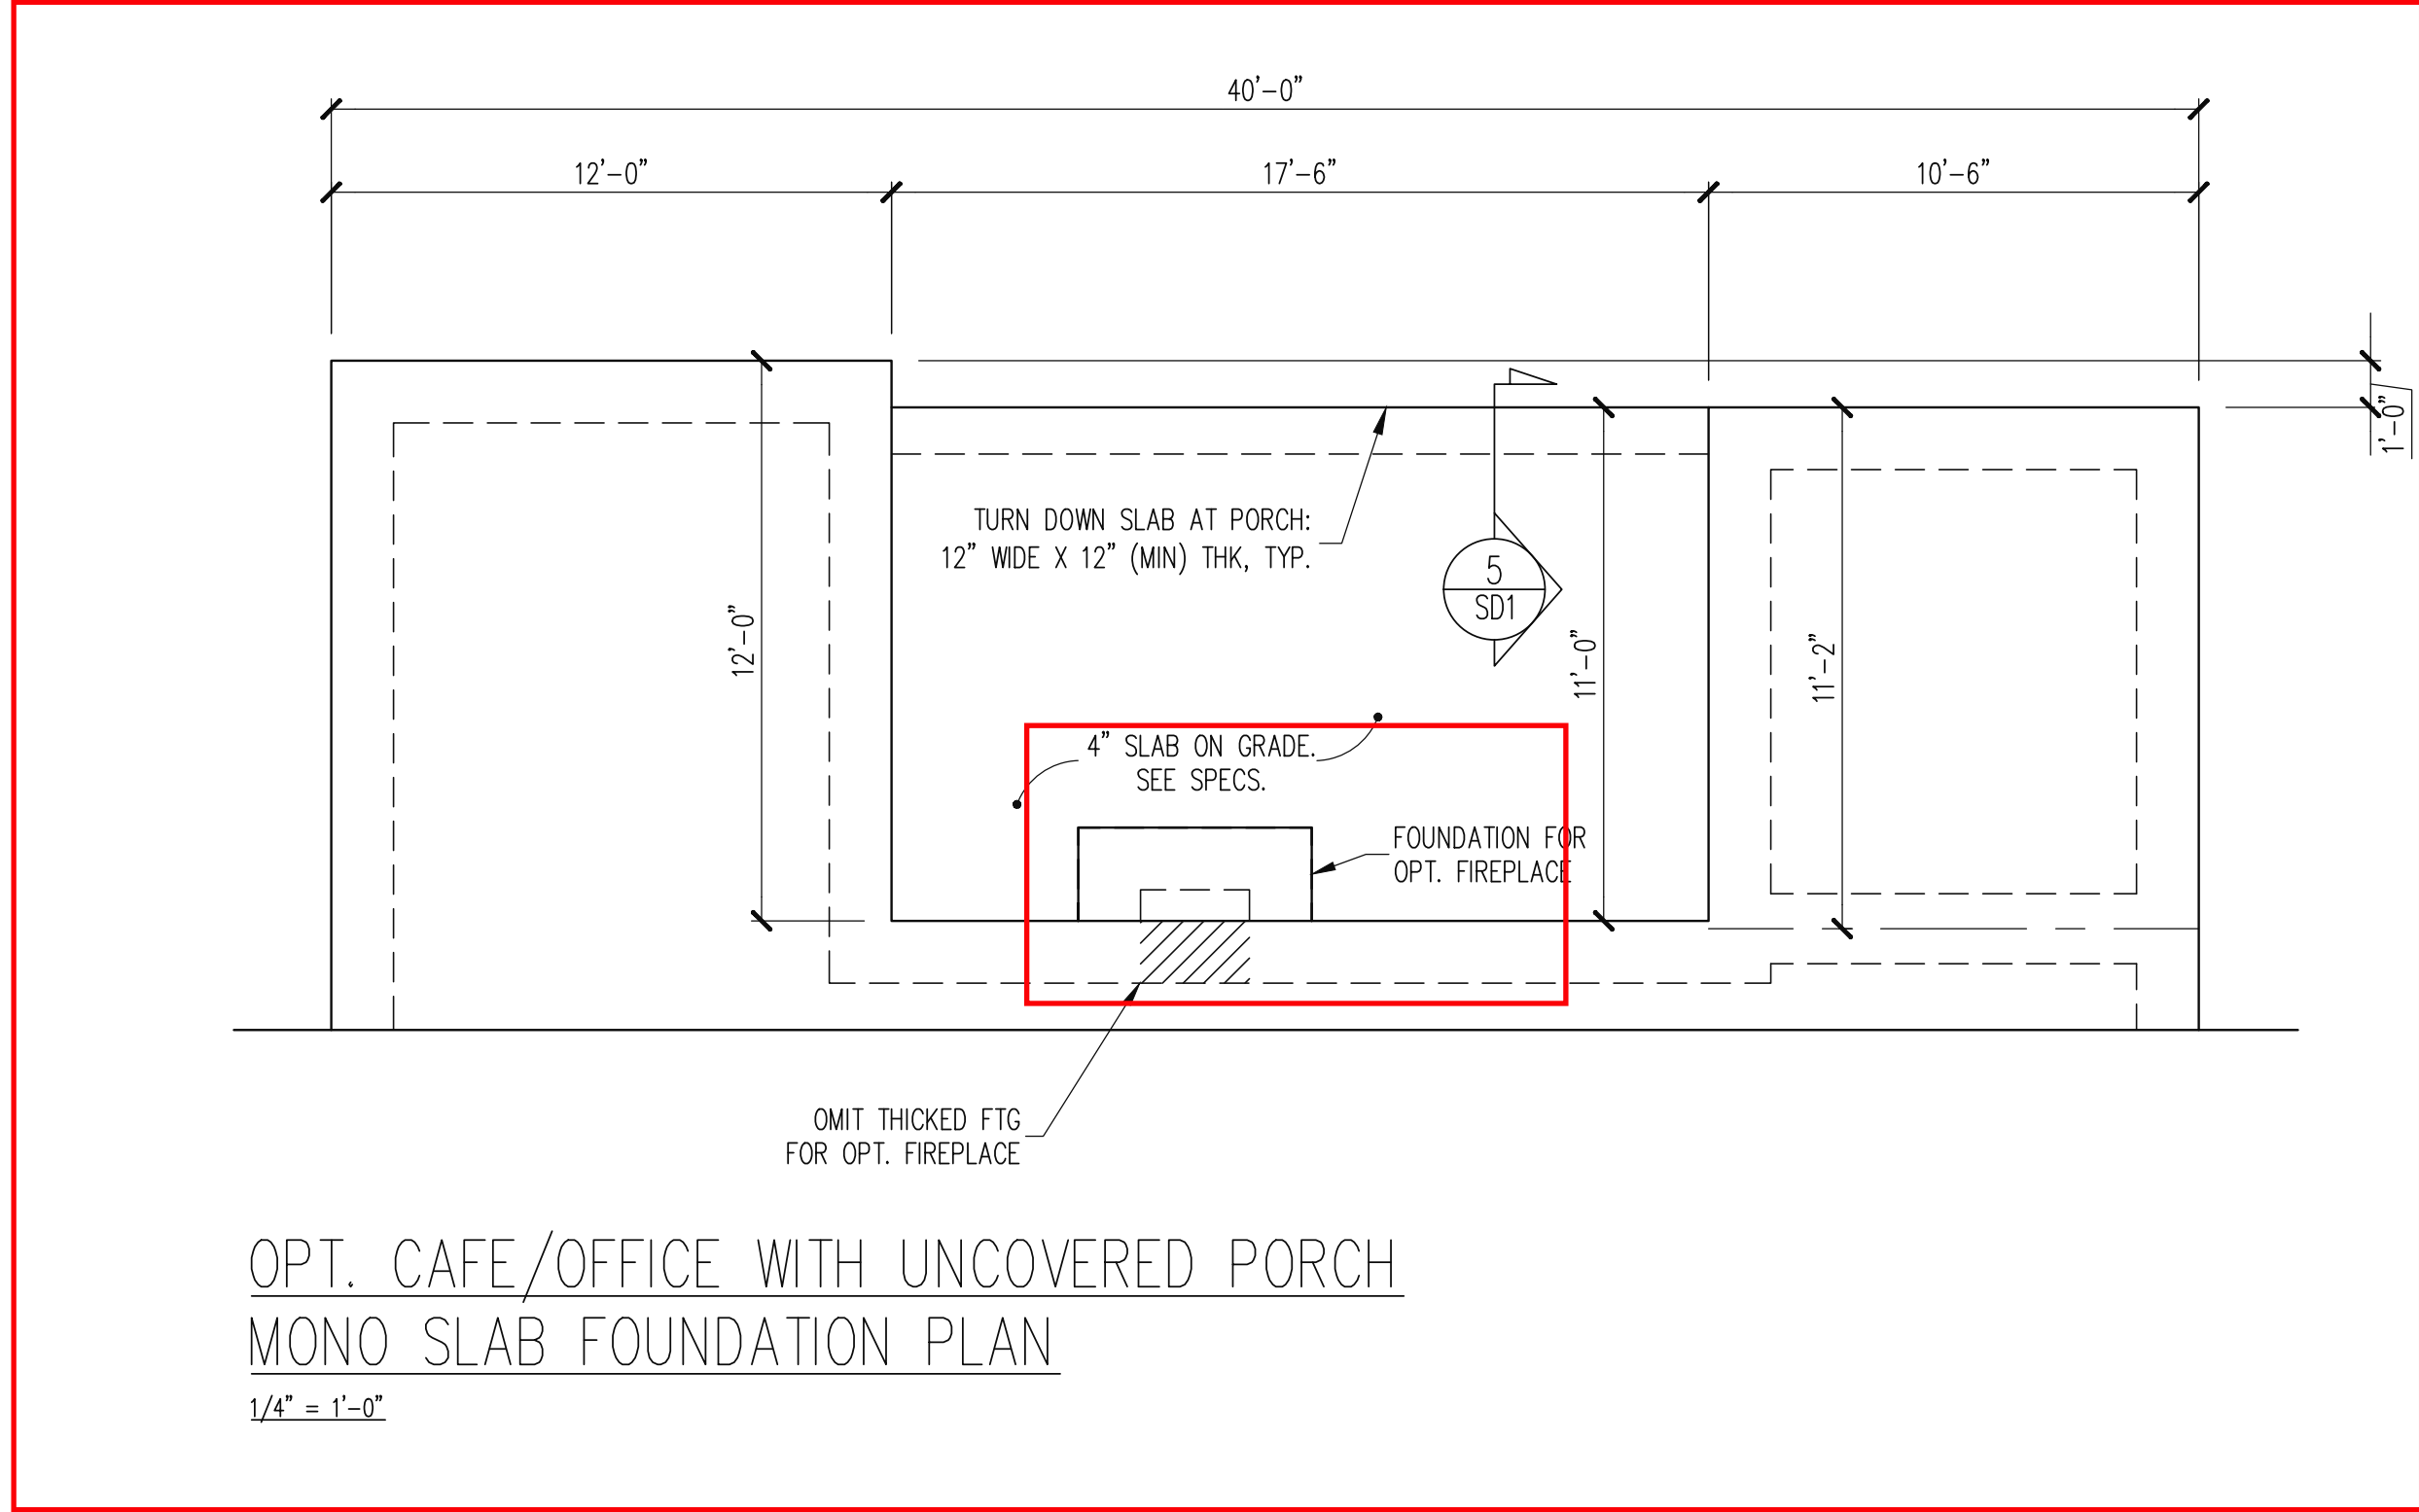 40'-0"
12'-0"
17'-6"
10'-6"
1'-0"
TURN DOWN SLAB AT PORCH:
12" WIDE X 12" (MIN) THK, TYP.
5
SD1
12'-0"
11'-0"
11'-2"
4" SLAB ON GRADE.
SEE SPECS.
FOUNDATION FOR
OPT. FIREPLACE
OMIT THICKED FTG
FOR OPT. FIREPLACE
OPT. CAFE/OFFICE WITH UNCOVERED PORCH
MONO SLAB FOUNDATION PLAN
1/4" = 1'-0"